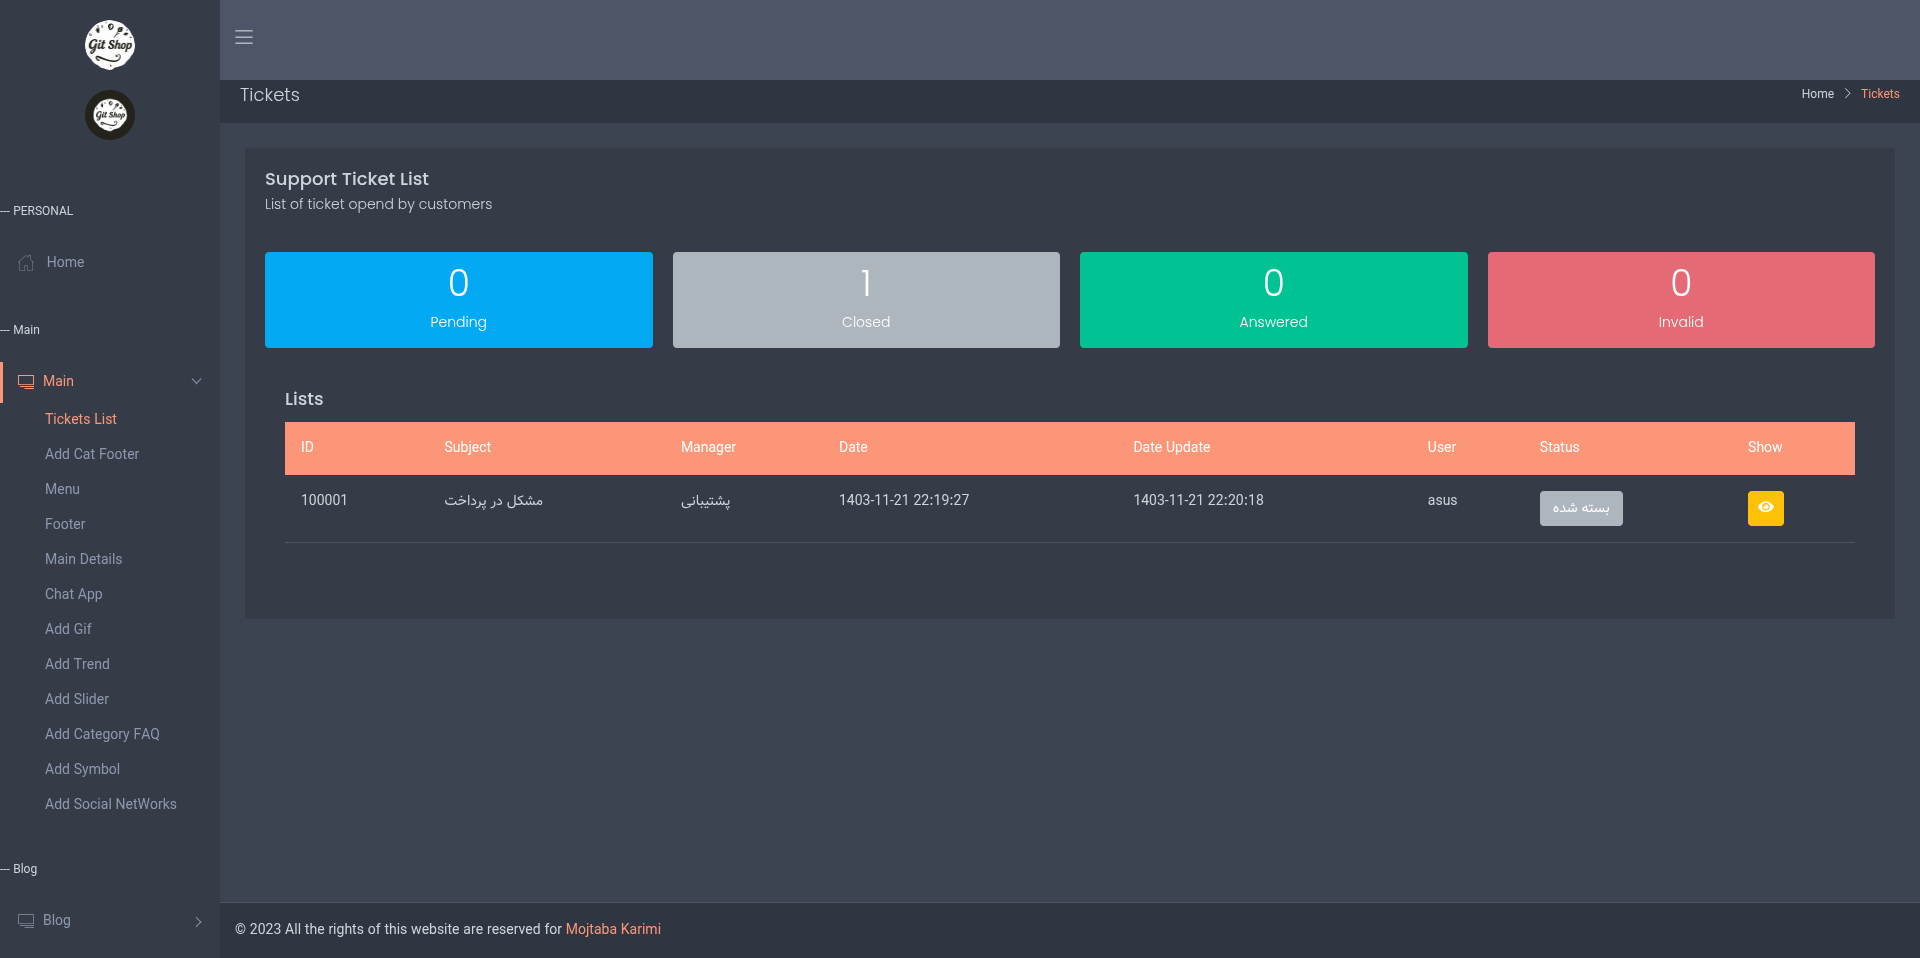 Git Shop
Git Shop
--- PERSONAL
Home
--- Main
Main
Tickets List
Add Cat Footer
Menu
Footer
Main Details
Chat App
Add Gif
Add Trend
Add Slider
Add Category FAQ
Add Symbol
Add Social NetWorks
--- Blog
Blog
Tickets
Home > Tickets
Support Ticket List
List of ticket opend by customers
0 1 0 0
Pending Closed Answered Invalid
Lists
ID Subject Manager Date Date Update User Status Show
100001 مشکل در پرداخت پشتیبانی 1403-11-21 22:19:27 1403-11-21 22:20:18 asus بسته شده
© 2023 All the rights of this website are reserved for Mojtaba Karimi